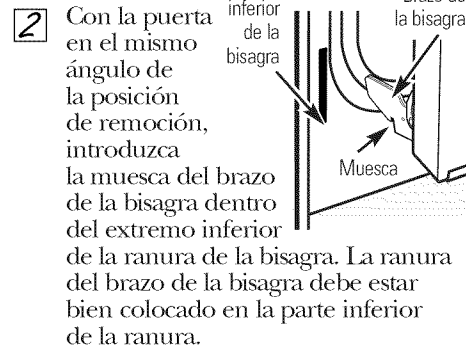 2 Con la puerta
en el mismo
ángulo de
la posición
de remoción,
introduzca
la muesca del brazo
de la bisagra dentro
del extremo inferior
de la ranura de la bisagra. La ranura
del brazo de la bisagra debe estar
bien colocado en la parte inferior
de la ranura.
inferior
de la
bisagra
la bisagra
Muesca